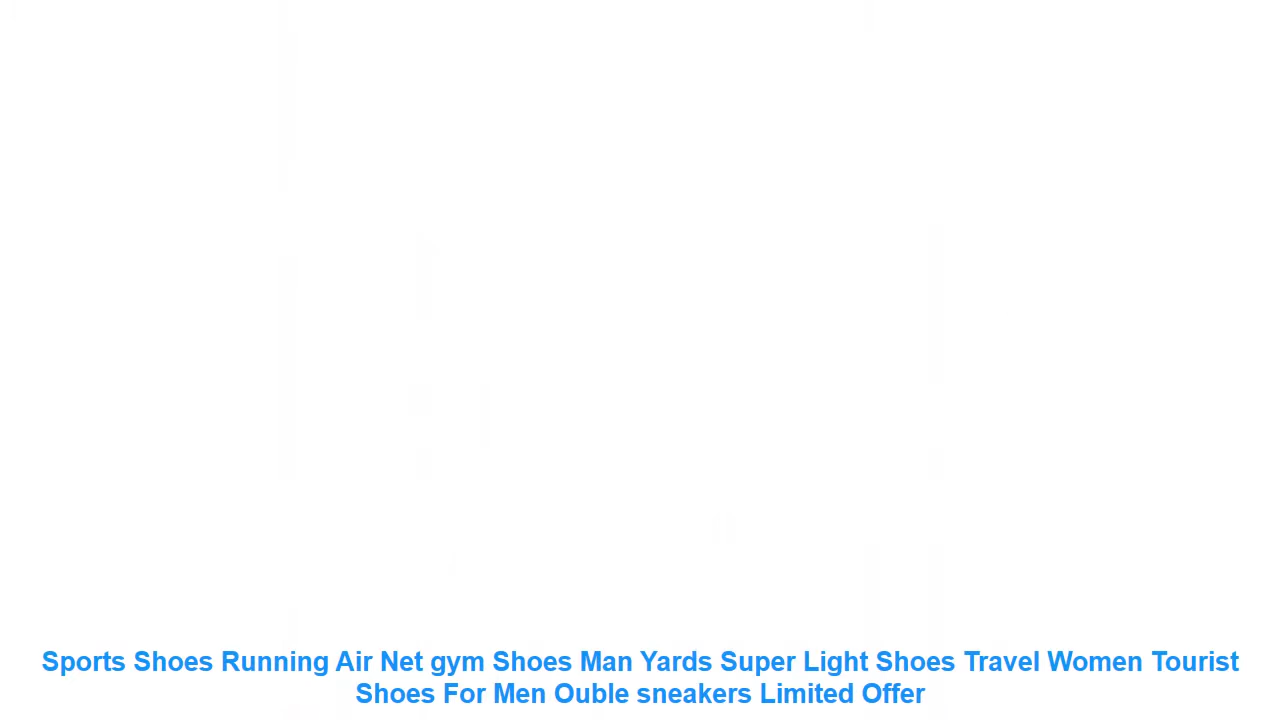 Sports Shoes Running Air Net gym Shoes Man Yards Super Light Shoes Travel Women Tourist
Shoes For Men Ouble sneakers Limited Offer